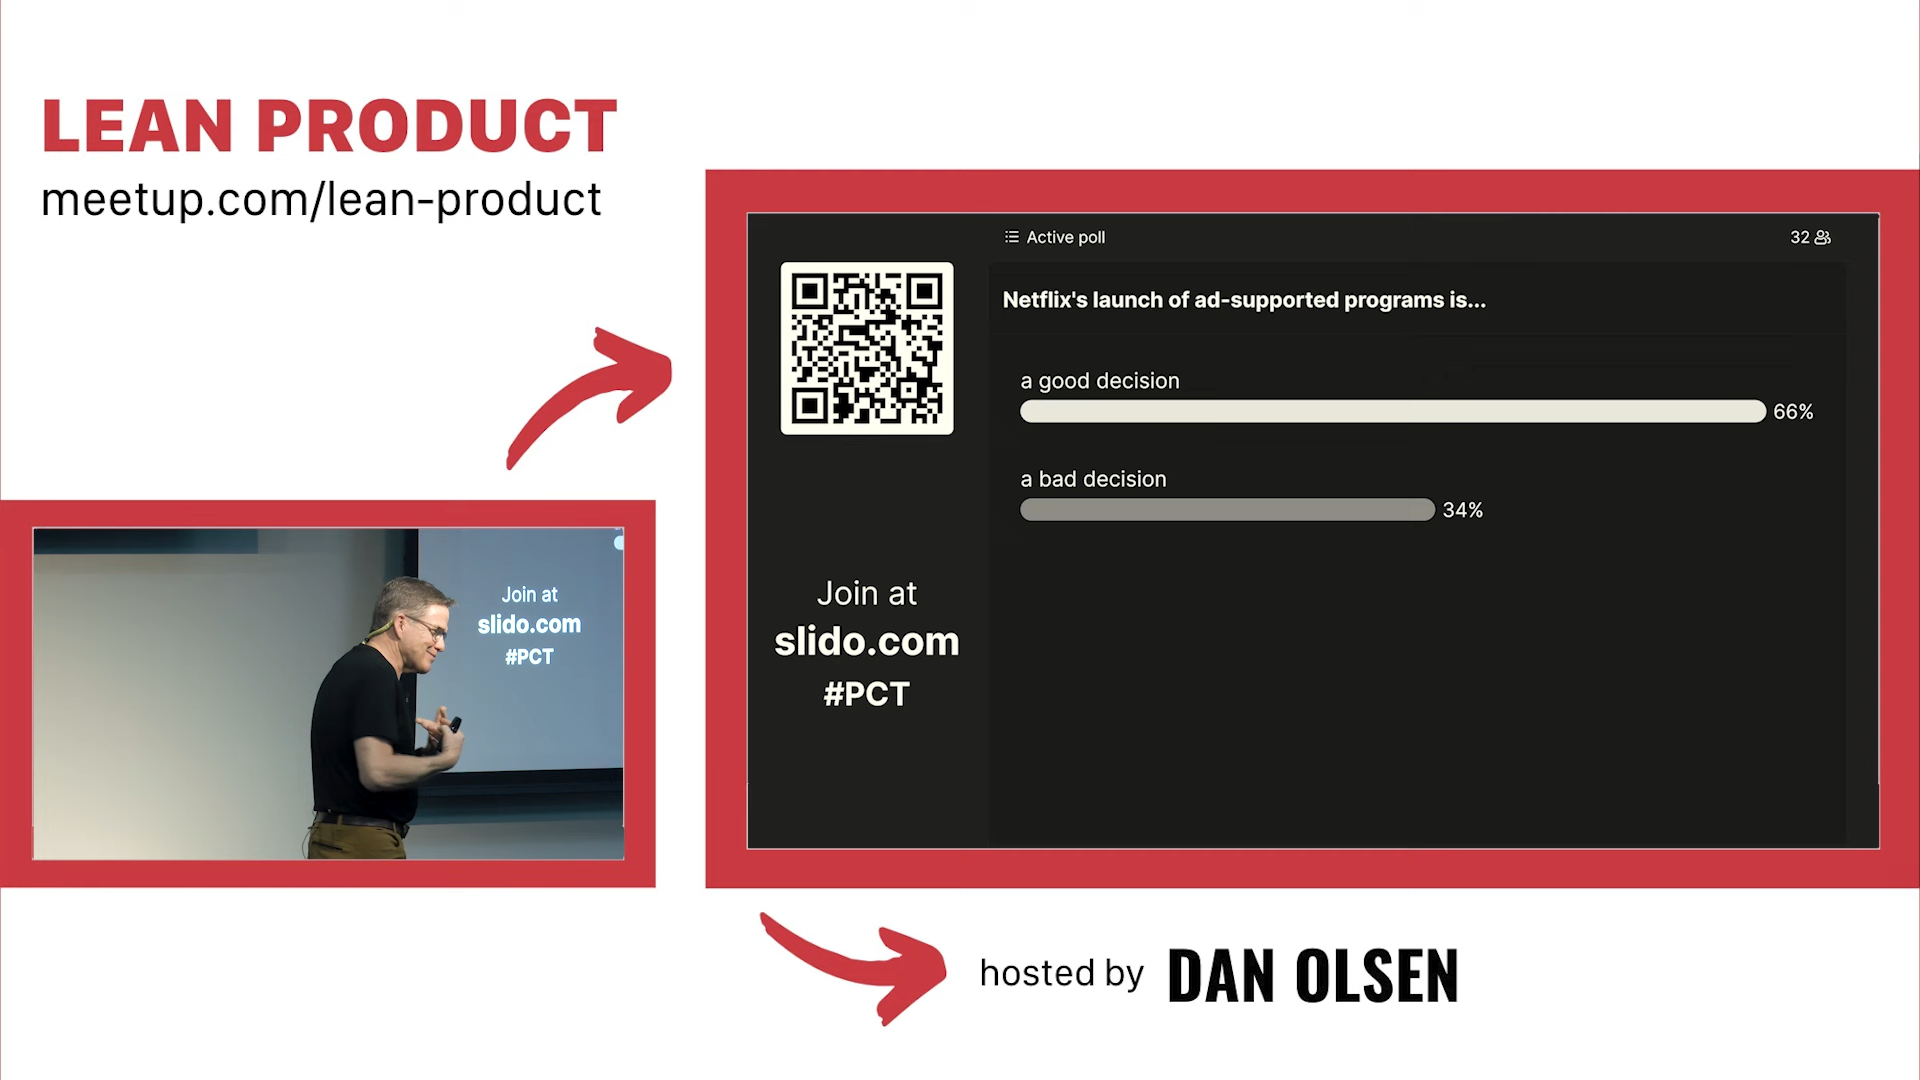 LEAN PRODUCT
meetup.com/lean-product
Join at
slido.com
#PCT
Active poll
32
Netflix's launch of ad-supported programs is...
a good decision
66%
a bad decision
34%
Join at
slido.com
#PCT
hosted by DAN OLSEN